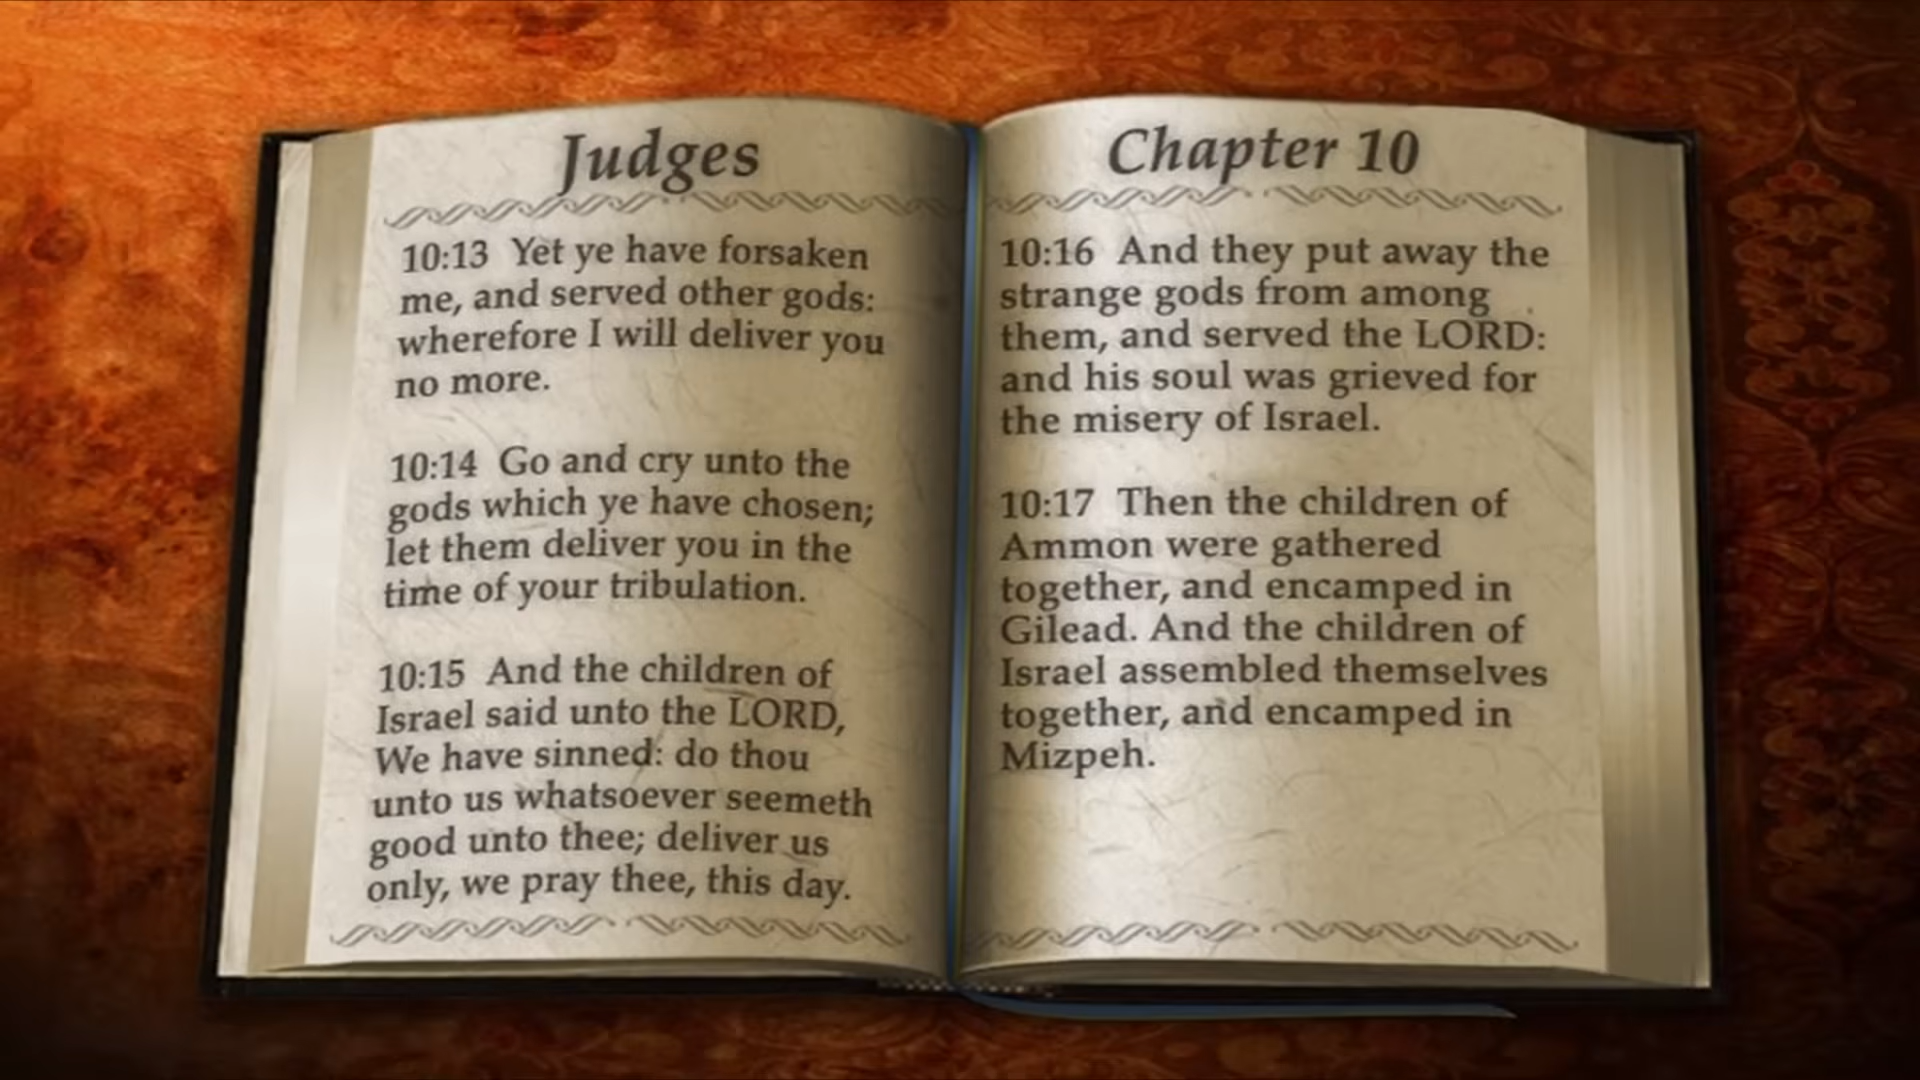 Judges
10:13 Yet ye have forsaken
me, and served other gods:
wherefore I will deliver you
no more.
10:14 Go and cry unto the
gods which ye have chosen;
let them deliver you in the
time of your tribulation.
10:15 And the children of
Israel said unto the LORD,
We have sinned: do thou
unto us whatsoever seemeth
good unto thee; deliver us
only, we pray thee, this day.
Chapter 10
10:16 And they put away the
strange gods from among
them, and served the LORD:
and his soul was grieved for
the misery of Israel.
10:17 Then the children of
Ammon were gathered
together, and encamped in
Gilead. And the children of
Israel assembled themselves
together, and encamped in
Mizpeh.